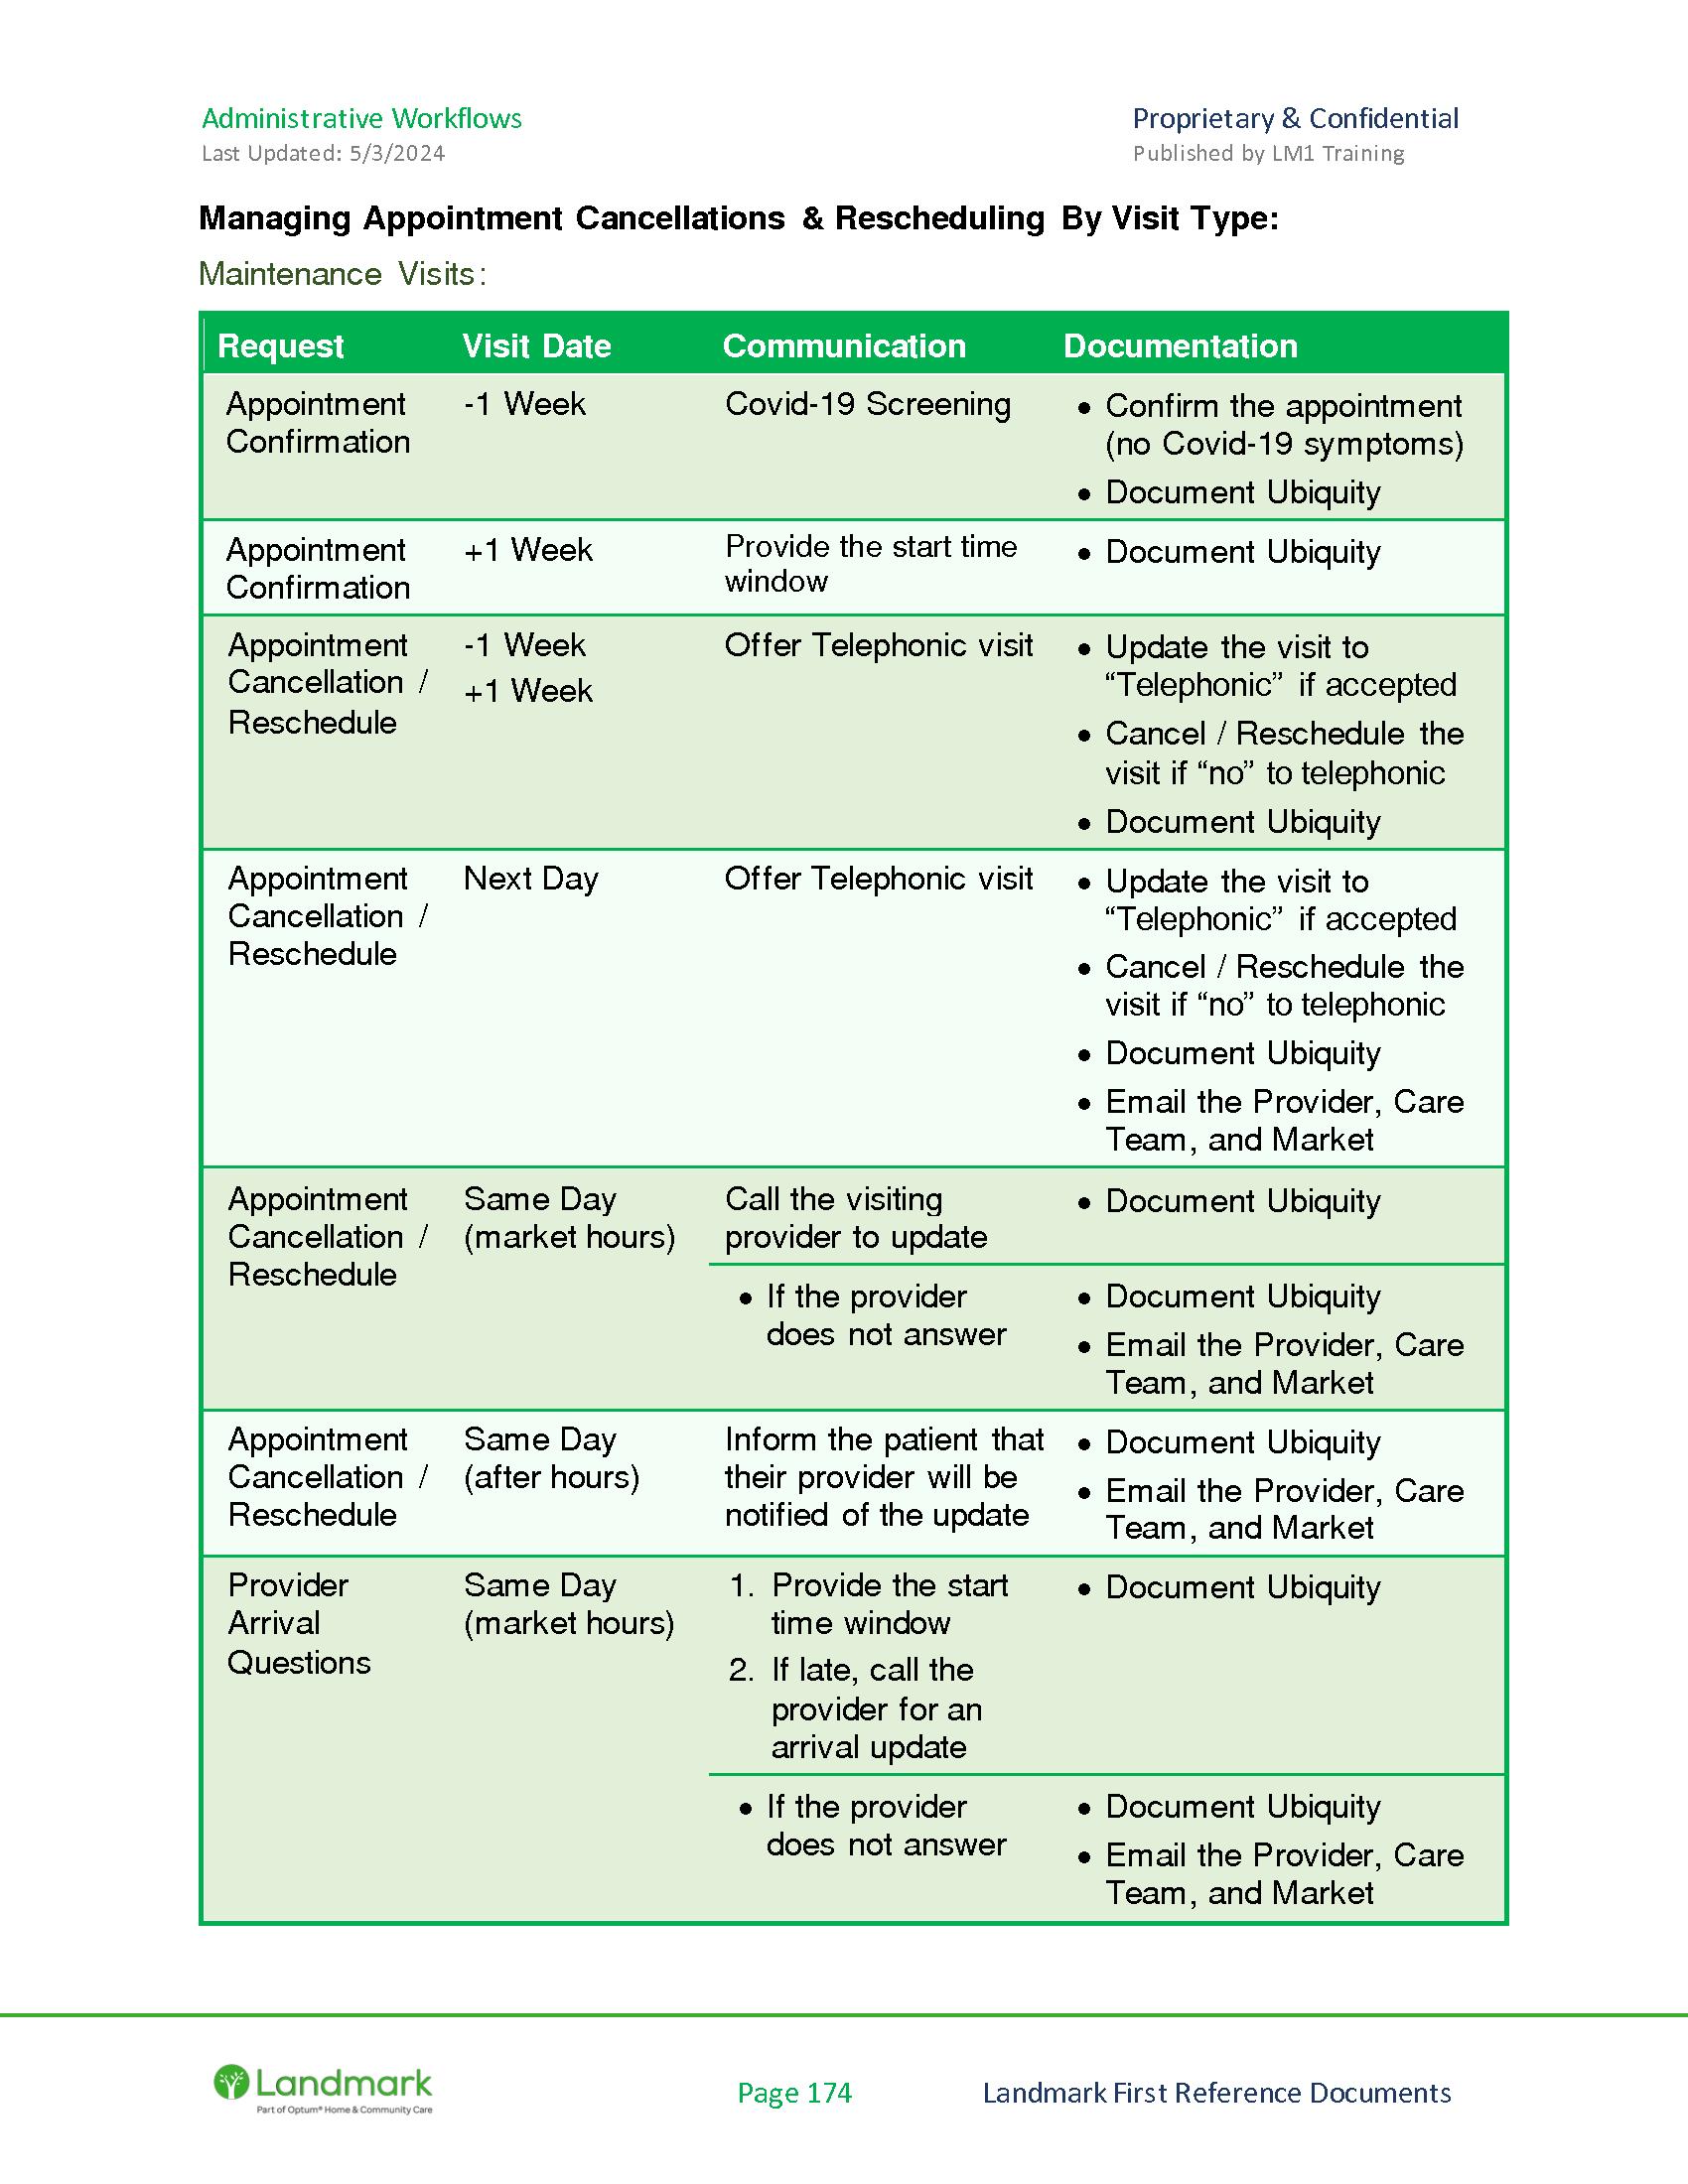 Administrative Workflows
Proprietary & Confidential
Last Updated: 5/3/2024
Published by LM1 Training
Managing Appointment Cancellations & Rescheduling By Visit Type:
Maintenance Visits:
Request Visit Date Communication Documentation
Appointment
Confirmation
-1 Week
Covid-19 Screening
• Confirm the appointment
(no Covid-19 symptoms)
• Document Ubiquity
Appointment
Confirmation
+1 Week
Provide the start time
window
• Document Ubiquity
Appointment
Cancellation /
Reschedule
-1 Week
+1 Week
Offer Telephonic visit
• Update the visit to
“Telephonic” if accepted
• Cancel / Reschedule the
visit if “no” to telephonic
• Document Ubiquity
Appointment
Cancellation /
Reschedule
Next Day
Offer Telephonic visit
• Update the visit to
“Telephonic” if accepted
• Cancel / Reschedule the
visit if “no” to telephonic
• Document Ubiquity
• Email the Provider, Care
Team, and Market
Appointment
Cancellation /
Reschedule
Same Day
(market hours)
Call the visiting
provider to update
• Document Ubiquity
• If the provider
does not answer
• Document Ubiquity
• Email the Provider, Care
Team, and Market
Appointment
Cancellation /
Reschedule
Same Day
(after hours)
Inform the patient that
their provider will be
notified of the update
• Document Ubiquity
• Email the Provider, Care
Team, and Market
Provider
Arrival
Questions
Same Day
(market hours)
1. Provide the start
time window
2. If late, call the
provider for an
arrival update
• Document Ubiquity
• If the provider
does not answer
• Document Ubiquity
• Email the Provider, Care
Team, and Market
Landmark
Part of Optum® Home & Community Care
Page 174
Landmark First Reference Documents